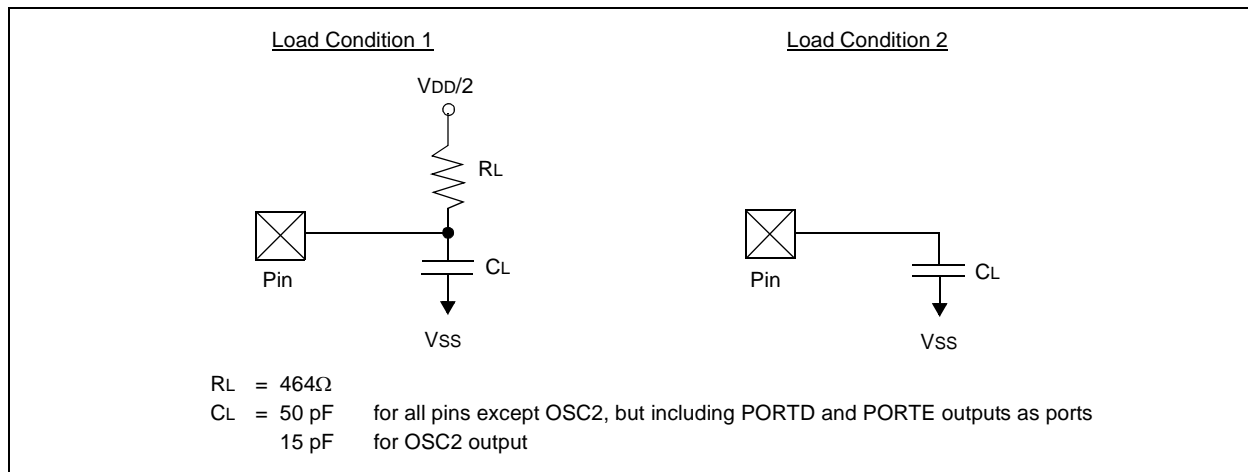 Load Condition 1
Load Condition 2
VDD/2
RL
Pin
CL
VSS
Pin
CL
VSS
RL = 464Ω
CL = 50 pF for all pins except OSC2, but including PORTD and PORTE outputs as ports
15 pF for OSC2 output